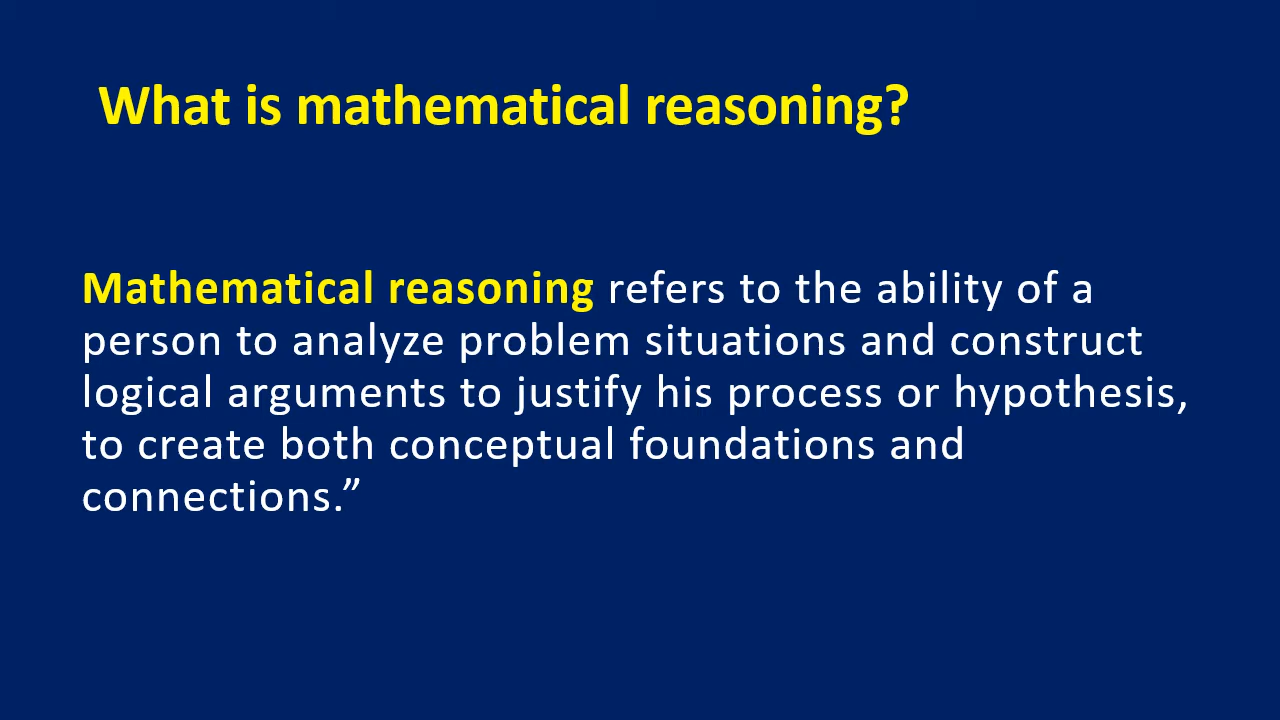 What is mathematical reasoning?
Mathematical reasoning refers to the ability of a
person to analyze problem situations and construct
logical arguments to justify his process or hypothesis,
to create both conceptual foundations and
connections.”